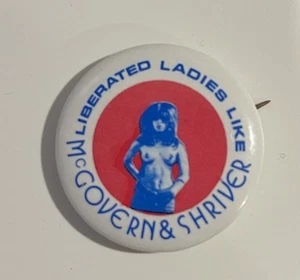 LIBERATED LADIES LIKE
McGOVERN & SHRIVER